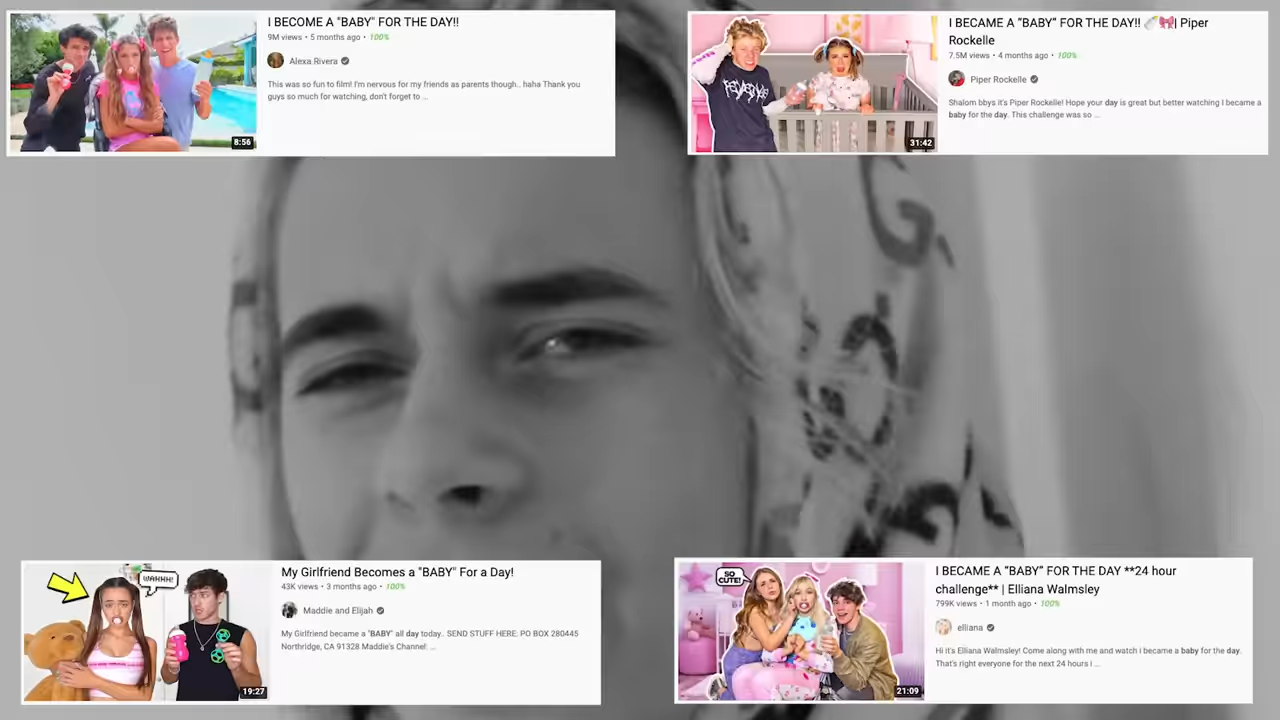 I BECOME A "BABY" FOR THE DAY!!
9M views • 5 months ago • 100%
Alexa Rivera
This was so fun to film! I'm nervous for my friends as parents though.. haha Thank you
guys so much for watching, don't forget to ...
8:56
I BECAME A "BABY" FOR THE DAY!! 🍼🎀| Piper
Rockelle
7.5M views • 4 months ago • 100%
Piper Rockelle
Shalom bbys it's Piper Rockelle! Hope your day is great but better watching I became a
baby for the day. This challenge was so ...
31:42
My Girlfriend Becomes a "BABY" For a Day!
43K views • 3 months ago • 100%
Maddie and Elijah
My Girlfriend became a "BABY" all day today.. SEND STUFF HERE: PO BOX 280445
Northridge, CA 91328 Maddie's Channel: ...
WAHHH!
19:27
I BECAME A "BABY" FOR THE DAY **24 hour
challenge** | Elliana Walmsley
799K views • 1 month ago • 100%
elliana
Hi it's Elliana Walmsley! Come along with me and watch i became a baby for the day.
That's right everyone for the next 24 hours i ...
SO
CUTE!
21:09